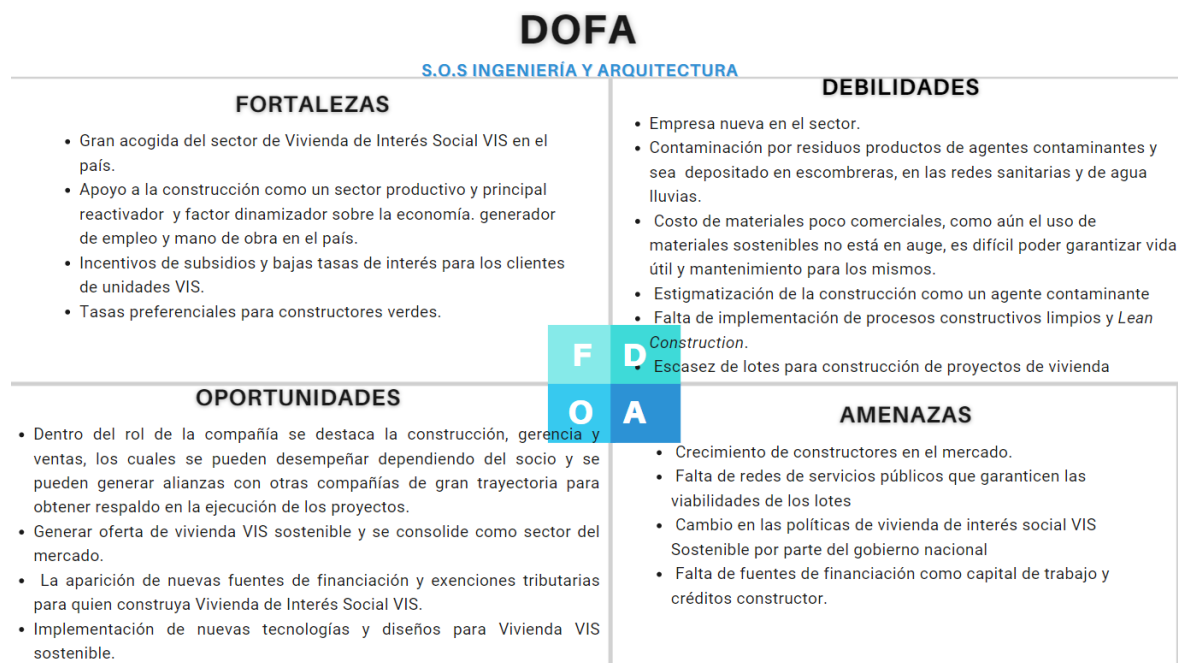 DOFA
S.O.S INGENIERÍA Y ARQUITECTURA
FORTALEZAS
• Gran acogida del sector de Vivienda de Interés Social VIS en el
país.
• Apoyo a la construcción como un sector productivo y principal
reactivador y factor dinamizador sobre la economía. generador
de empleo y mano de obra en el país.
• Incentivos de subsidios y bajas tasas de interés para los clientes
de unidades VIS.
• Tasas preferenciales para constructores verdes.
DEBILIDADES
• Empresa nueva en el sector.
• Contaminación por residuos productos de agentes contaminantes y
sea depositado en escombreras, en las redes sanitarias y de agua
lluvias.
• Costo de materiales poco comerciales, como aún el uso de
materiales sostenibles no está en auge, es difícil poder garantizar vida
útil y mantenimiento para los mismos.
• Estigmatización de la construcción como un agente contaminante
• Falta de implementación de procesos constructivos limpios y Lean
Construction.
• Escasez de lotes para construcción de proyectos de vivienda
F D
O A
OPORTUNIDADES
• Dentro del rol de la compañía se destaca la construcción, gerencia y
ventas, los cuales se pueden desempeñar dependiendo del socio y se
pueden generar alianzas con otras compañías de gran trayectoria para
obtener respaldo en la ejecución de los proyectos.
• Generar oferta de vivienda VIS sostenible y se consolide como sector del
mercado.
• La aparición de nuevas fuentes de financiación y exenciones tributarias
para quien construya Vivienda de Interés Social VIS.
• Implementación de nuevas tecnologías y diseños para Vivienda VIS
sostenible.
AMENAZAS
• Crecimiento de constructores en el mercado.
• Falta de redes de servicios públicos que garanticen las
viabilidades de los lotes
• Cambio en las políticas de vivienda de interés social VIS
Sostenible por parte del gobierno nacional
• Falta de fuentes de financiación como capital de trabajo y
créditos constructor.